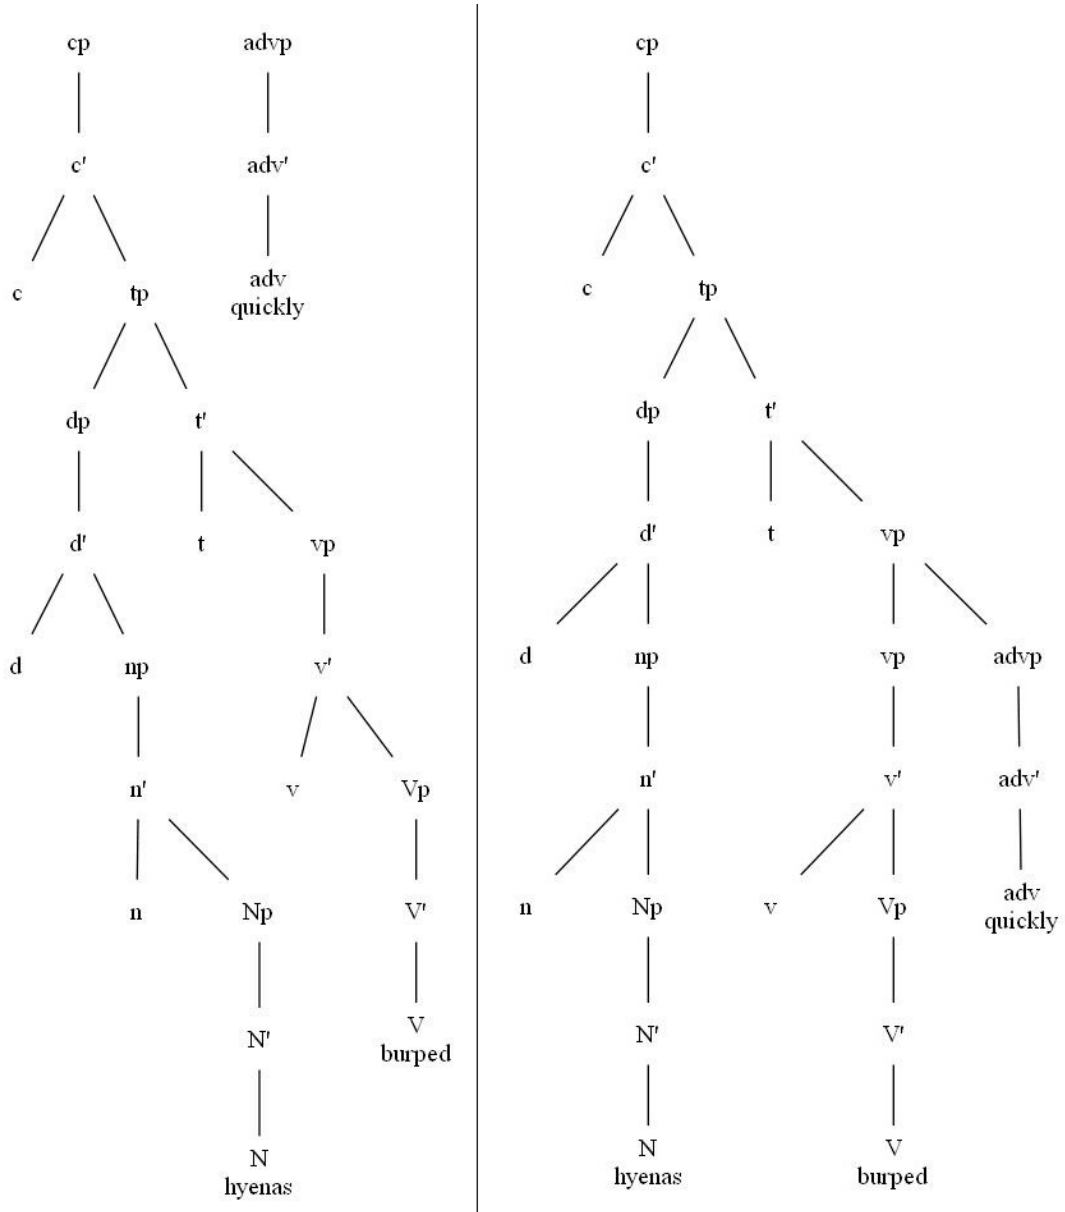 cp advp
c' adv'
c tp adv
quickly
dp t'
d' t vp
d np v'
n' v Vp
n Np V'
N' V
burped
N
hyenas
cp
c'
c tp
dp t'
d' t vp
d np vp advp
n' v' adv'
n Np v Vp adv
quickly
N' V'
N V
hyenas burped